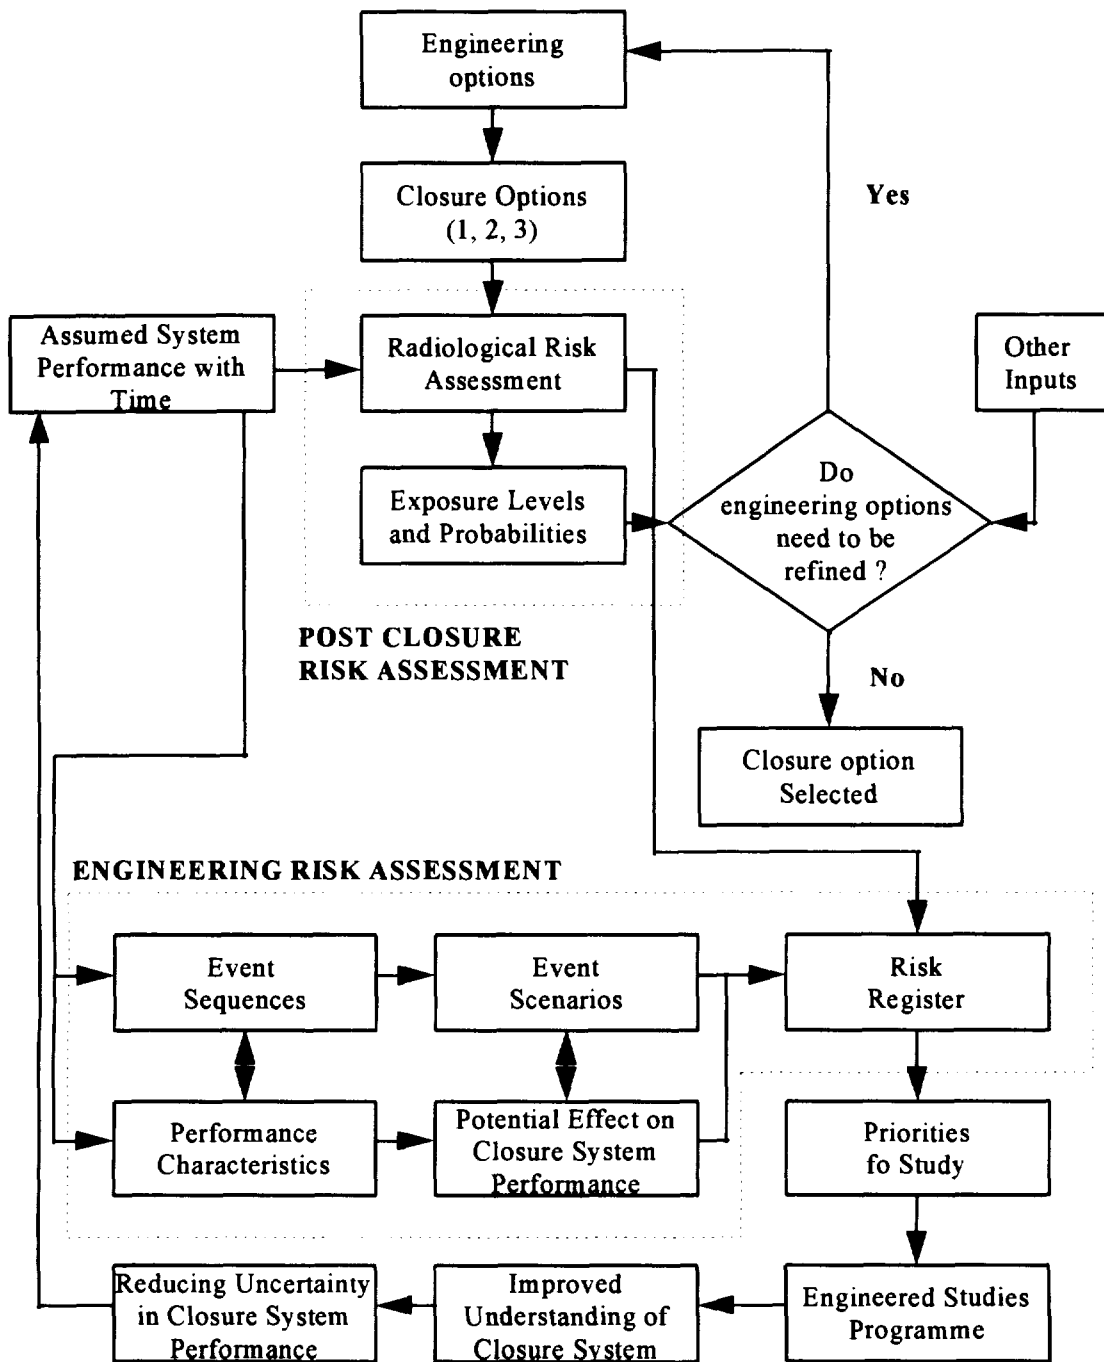 Engineering
options
Closure Options
(1, 2, 3)
Yes
Assumed System
Performance with
Time
Radiological Risk
Assessment
Other
Inputs
Exposure Levels
and Probabilities
Do
engineering options
need to be
refined ?
POST CLOSURE
RISK ASSESSMENT
No
Closure option
Selected
ENGINEERING RISK ASSESSMENT
Event
Sequences
Event
Scenarios
Risk
Register
Performance
Characteristics
Potential Effect on
Closure System
Performance
Priorities
fo Study
Reducing Uncertainty
in Closure System
Performance
Improved
Understanding of
Closure System
Engineered Studies
Programme